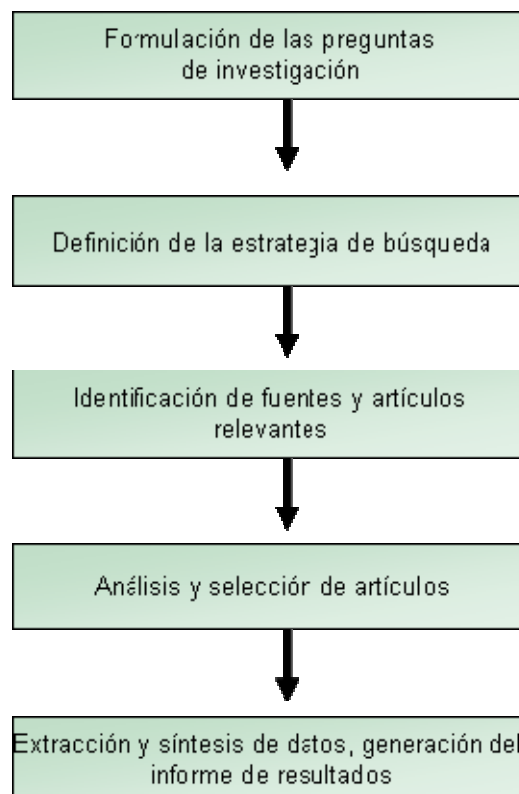 Formulación de las preguntas
de investigación
Definición de la estrategia de búsqueda
Identificación de fuentes y artículos
relevantes
Análisis y selección de artículos
Extracción y síntesis de datos, generación del
informe de resultados